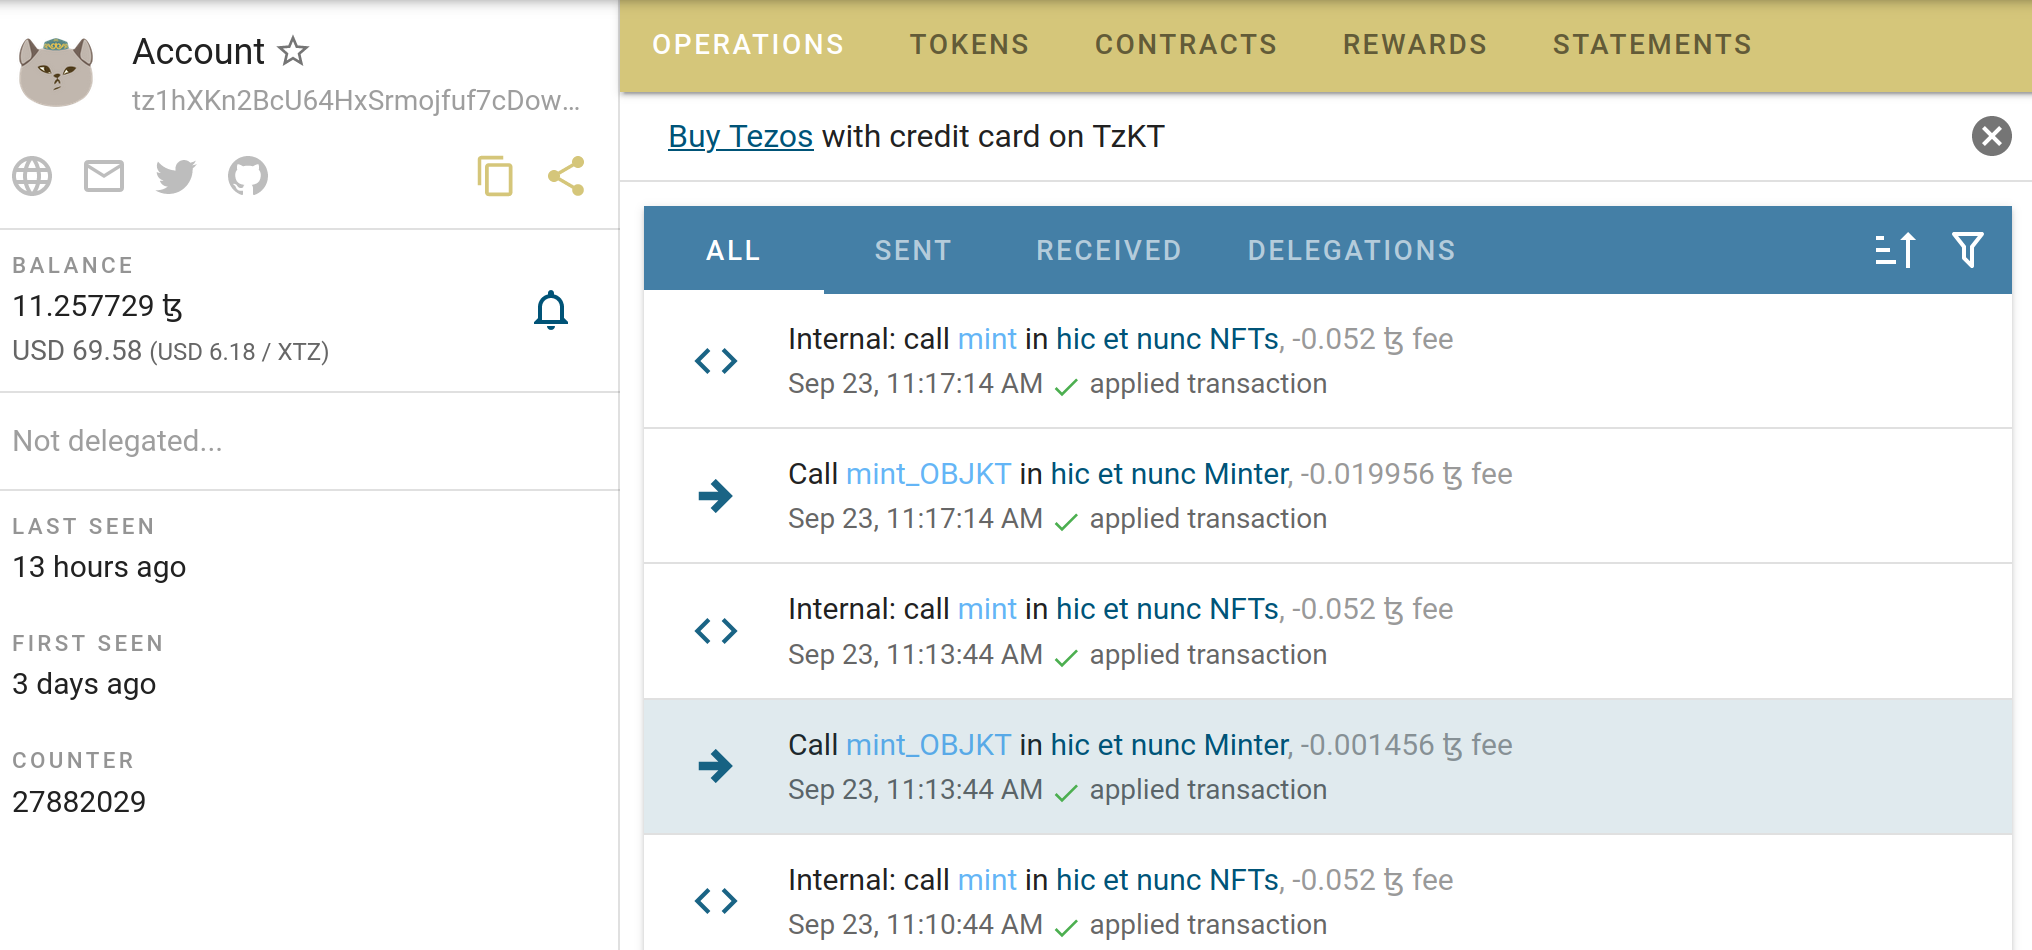 Account
tz1hXKn2BcU64HxSrmojfuf7cDow...
BALANCE
11.257729 ꜩ
USD 69.58 (USD 6.18 / XTZ)
Not delegated...
LAST SEEN
13 hours ago
FIRST SEEN
3 days ago
COUNTER
27882029
OPERATIONS TOKENS CONTRACTS REWARDS STATEMENTS
Buy Tezos with credit card on TzKT
ALL SENT RECEIVED DELEGATIONS
Internal: call mint in hic et nunc NFTs, -0.052 ꜩ fee
Sep 23, 11:17:14 AM ✓ applied transaction
Call mint_OBJKT in hic et nunc Minter, -0.019956 ꜩ fee
Sep 23, 11:17:14 AM ✓ applied transaction
Internal: call mint in hic et nunc NFTs, -0.052 ꜩ fee
Sep 23, 11:13:44 AM ✓ applied transaction
Call mint_OBJKT in hic et nunc Minter, -0.001456 ꜩ fee
Sep 23, 11:13:44 AM ✓ applied transaction
Internal: call mint in hic et nunc NFTs, -0.052 ꜩ fee
Sep 23, 11:10:44 AM ✓ applied transaction